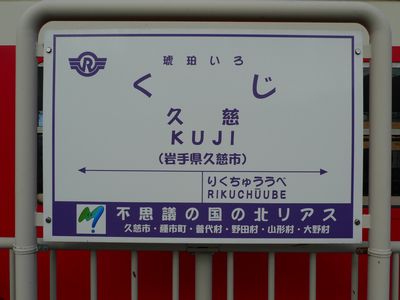 琥珀いろ
くじ
久慈
KUJI
(岩手県久慈市)
りくちゅううべ
RIKUCHŪUBE
不思議の国の北リアス
久慈市・種市町・普代村・野田村・山形村・大野村